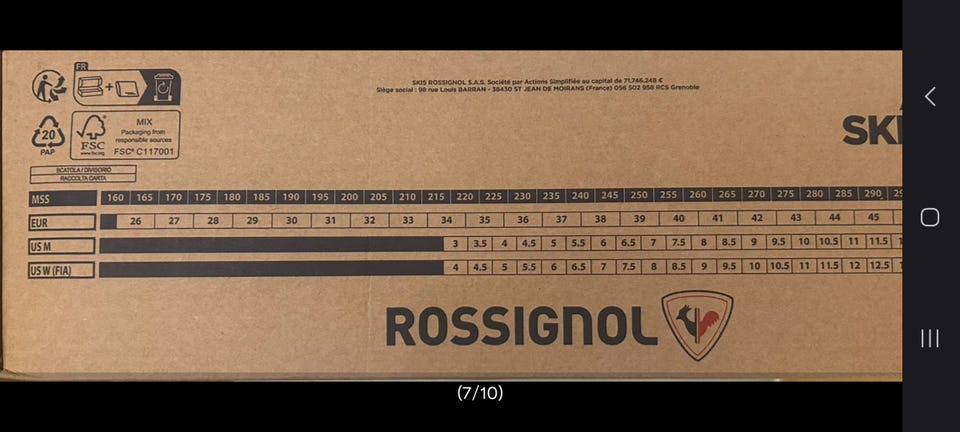 FR
SKIS ROSSIGNOL S.A.S. Société par Actions Simplifiée au capital de 71.746.248 €
Siège social : 98 rue Louis BARRAN - 38430 ST JEAN DE MOIRANS (France) 056 502 958 RCS Grenoble
SKI
20
PAP
FSC
www.fsc.org
MIX
Packaging from
responsible sources
FSC® C117001
SCATOLA / DIVISORIO
RACCOLTA CARTA
MSS 160 165 170 175 180 185 190 195 200 205 210 215 220 225 230 235 240 245 250 255 260 265 270 275 280 285 290
EUR 26 27 28 29 30 31 32 33 34 35 36 37 38 39 40 41 42 43 44 45
US M 3 3.5 4 4.5 5 5.5 6 6.5 7 7.5 8 8.5 9 9.5 10 10.5 11 11.5
US W (FIA) 4 4.5 5 5.5 6 6.5 7 7.5 8 8.5 9 9.5 10 10.5 11 11.5 12 12.5
ROSSIGNOL
(7/10)